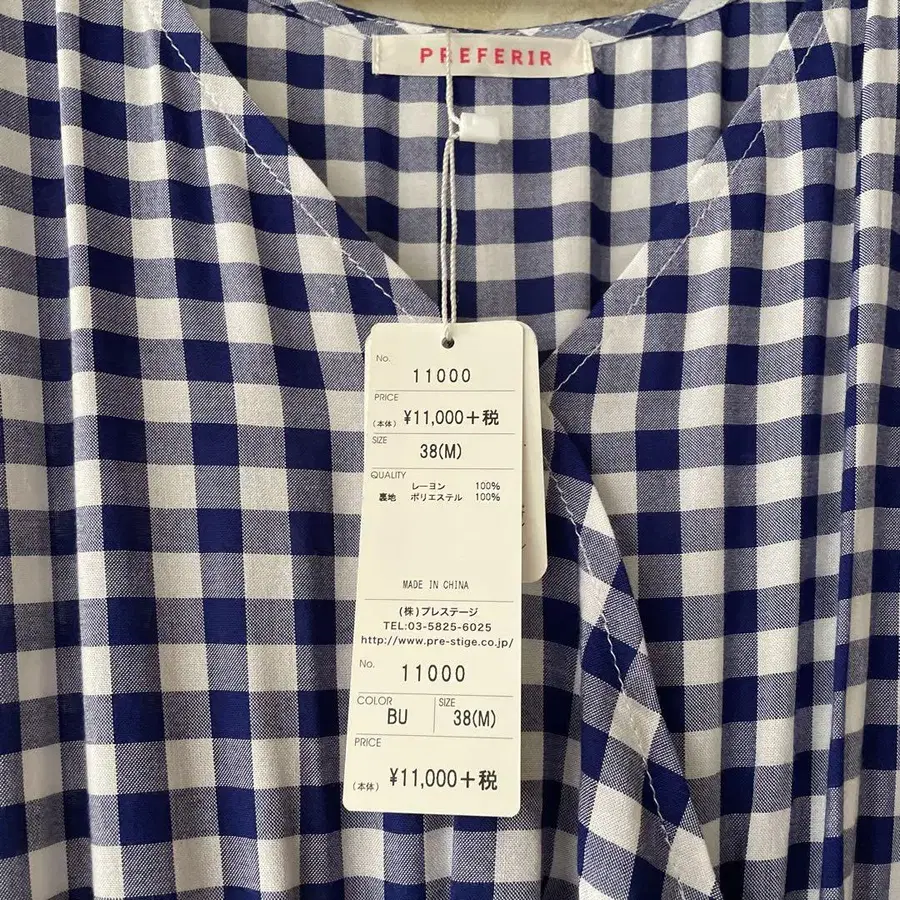 PREFERIR
No.
11000
PRICE
(本体) ¥11,000+税
SIZE
38(M)
QUALITY
レーヨン 100%
裏地 ポリエステル 100%
MADE IN CHINA
(株)プレステージ
TEL:03-5825-6025
http://www.pre-stige.co.jp/
No.
11000
COLOR SIZE
BU 38(M)
PRICE
(本体) ¥11,000+税